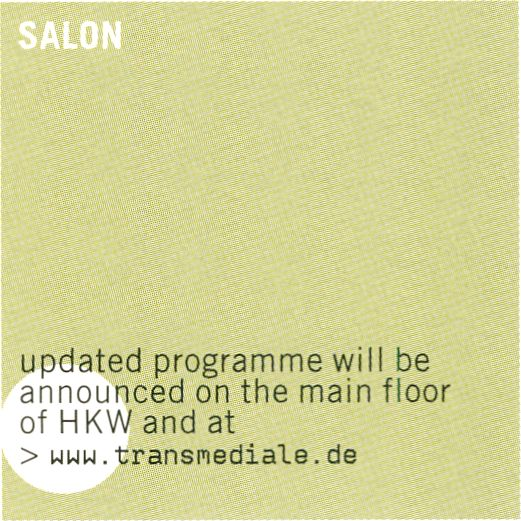 SALON
updated programme will be
announced on the main floor
of HKW and at
> www.transmediale.de